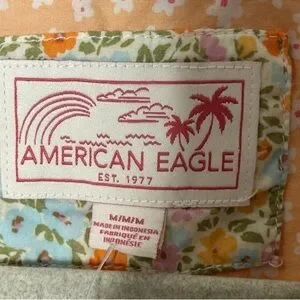 AMERICAN EAGLE
EST. 1977
M/M/M
MADE IN INDONESIA
FABRIQUÉ EN
INDONÉSIE